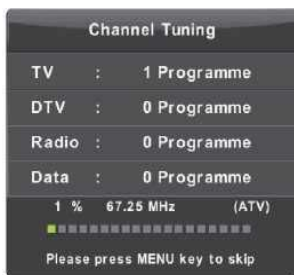 Channel Tuning
TV : 1 Programme
DTV : 0 Programme
Radio : 0 Programme
Data : 0 Programme
1 % 67.25 MHz (ATV)
Please press MENU key to skip